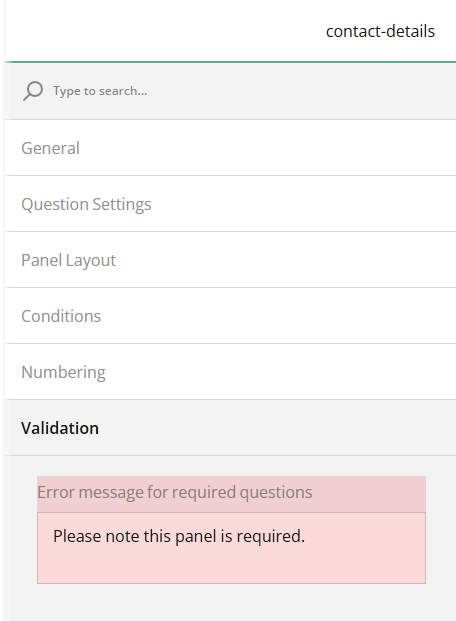 contact-details
Type to search...
General
Question Settings
Panel Layout
Conditions
Numbering
Validation
Error message for required questions
Please note this panel is required.